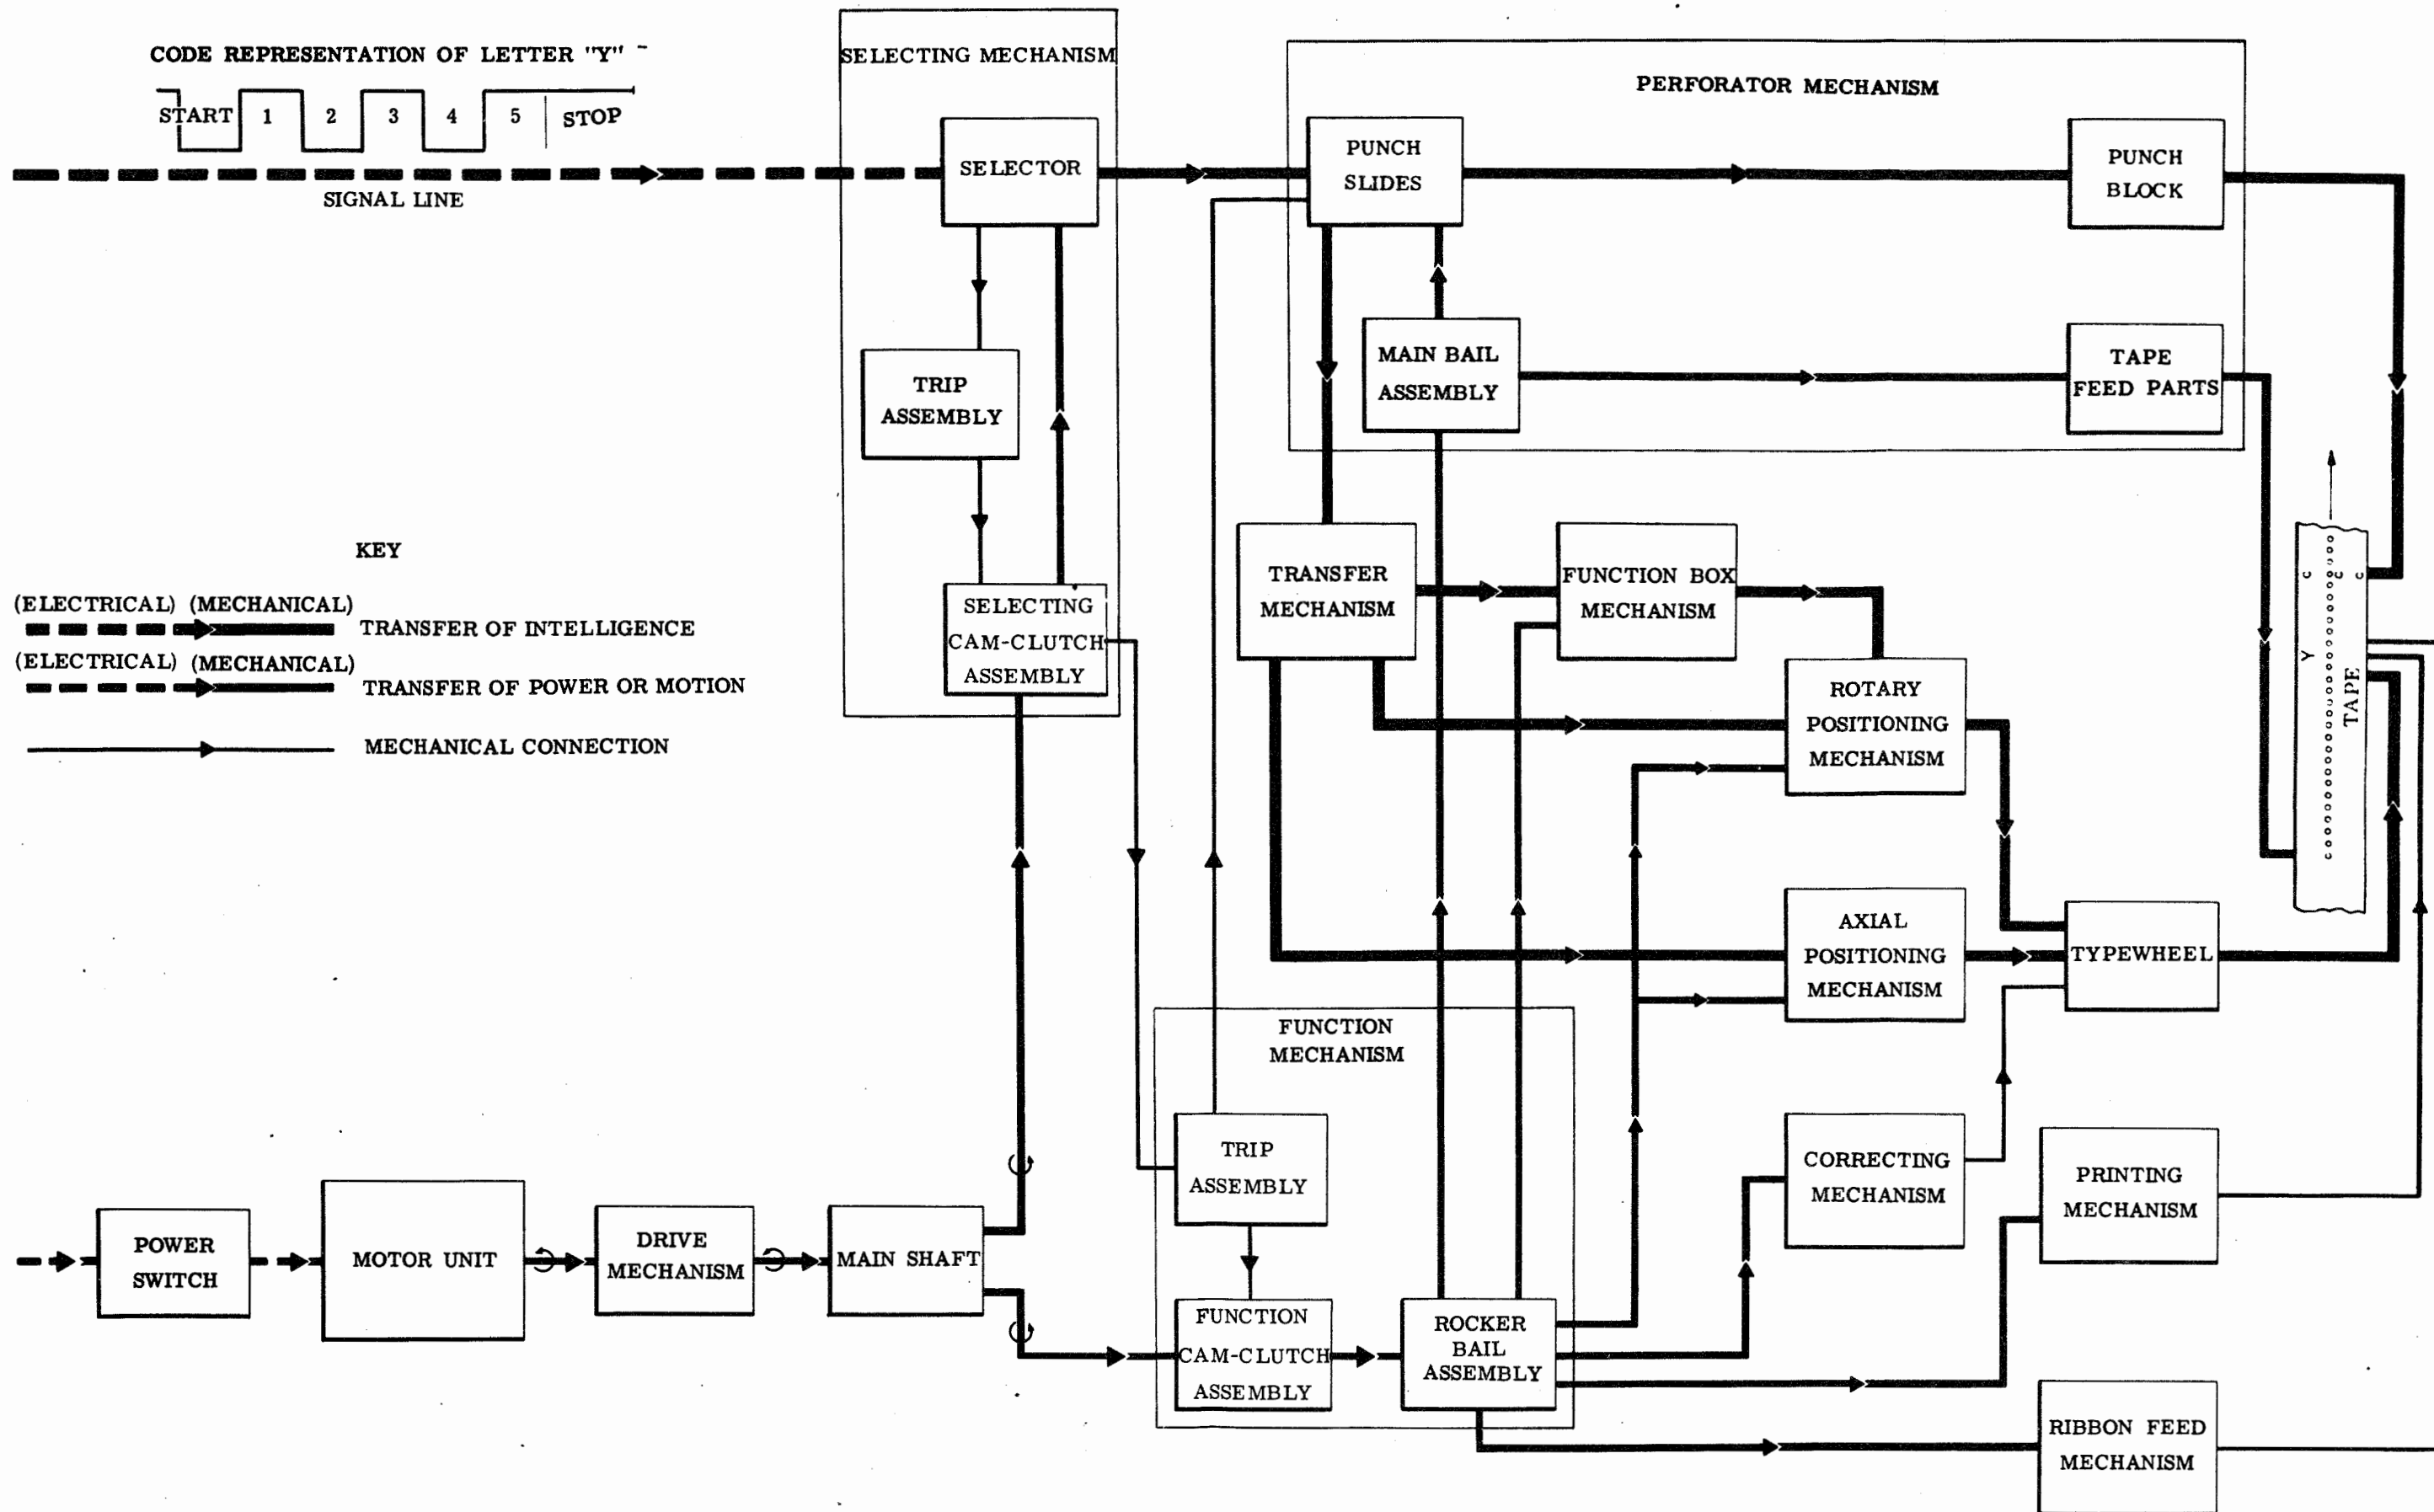 CODE REPRESENTATION OF LETTER "Y"
START 1 2 3 4 5 STOP
SIGNAL LINE
KEY
(ELECTRICAL) (MECHANICAL)
TRANSFER OF INTELLIGENCE
(ELECTRICAL) (MECHANICAL)
TRANSFER OF POWER OR MOTION
MECHANICAL CONNECTION
SELECTING MECHANISM
SELECTOR
TRIP
ASSEMBLY
SELECTING
CAM-CLUTCH
ASSEMBLY
PERFORATOR MECHANISM
PUNCH
SLIDES
PUNCH
BLOCK
MAIN BAIL
ASSEMBLY
TAPE
FEED PARTS
TRANSFER
MECHANISM
FUNCTION BOX
MECHANISM
ROTARY
POSITIONING
MECHANISM
Y
TAPE
AXIAL
POSITIONING
MECHANISM
TYPEWHEEL
FUNCTION
MECHANISM
TRIP
ASSEMBLY
CORRECTING
MECHANISM
PRINTING
MECHANISM
POWER
SWITCH
MOTOR UNIT
DRIVE
MECHANISM
MAIN SHAFT
FUNCTION
CAM-CLUTCH
ASSEMBLY
ROCKER
BAIL
ASSEMBLY
RIBBON FEED
MECHANISM